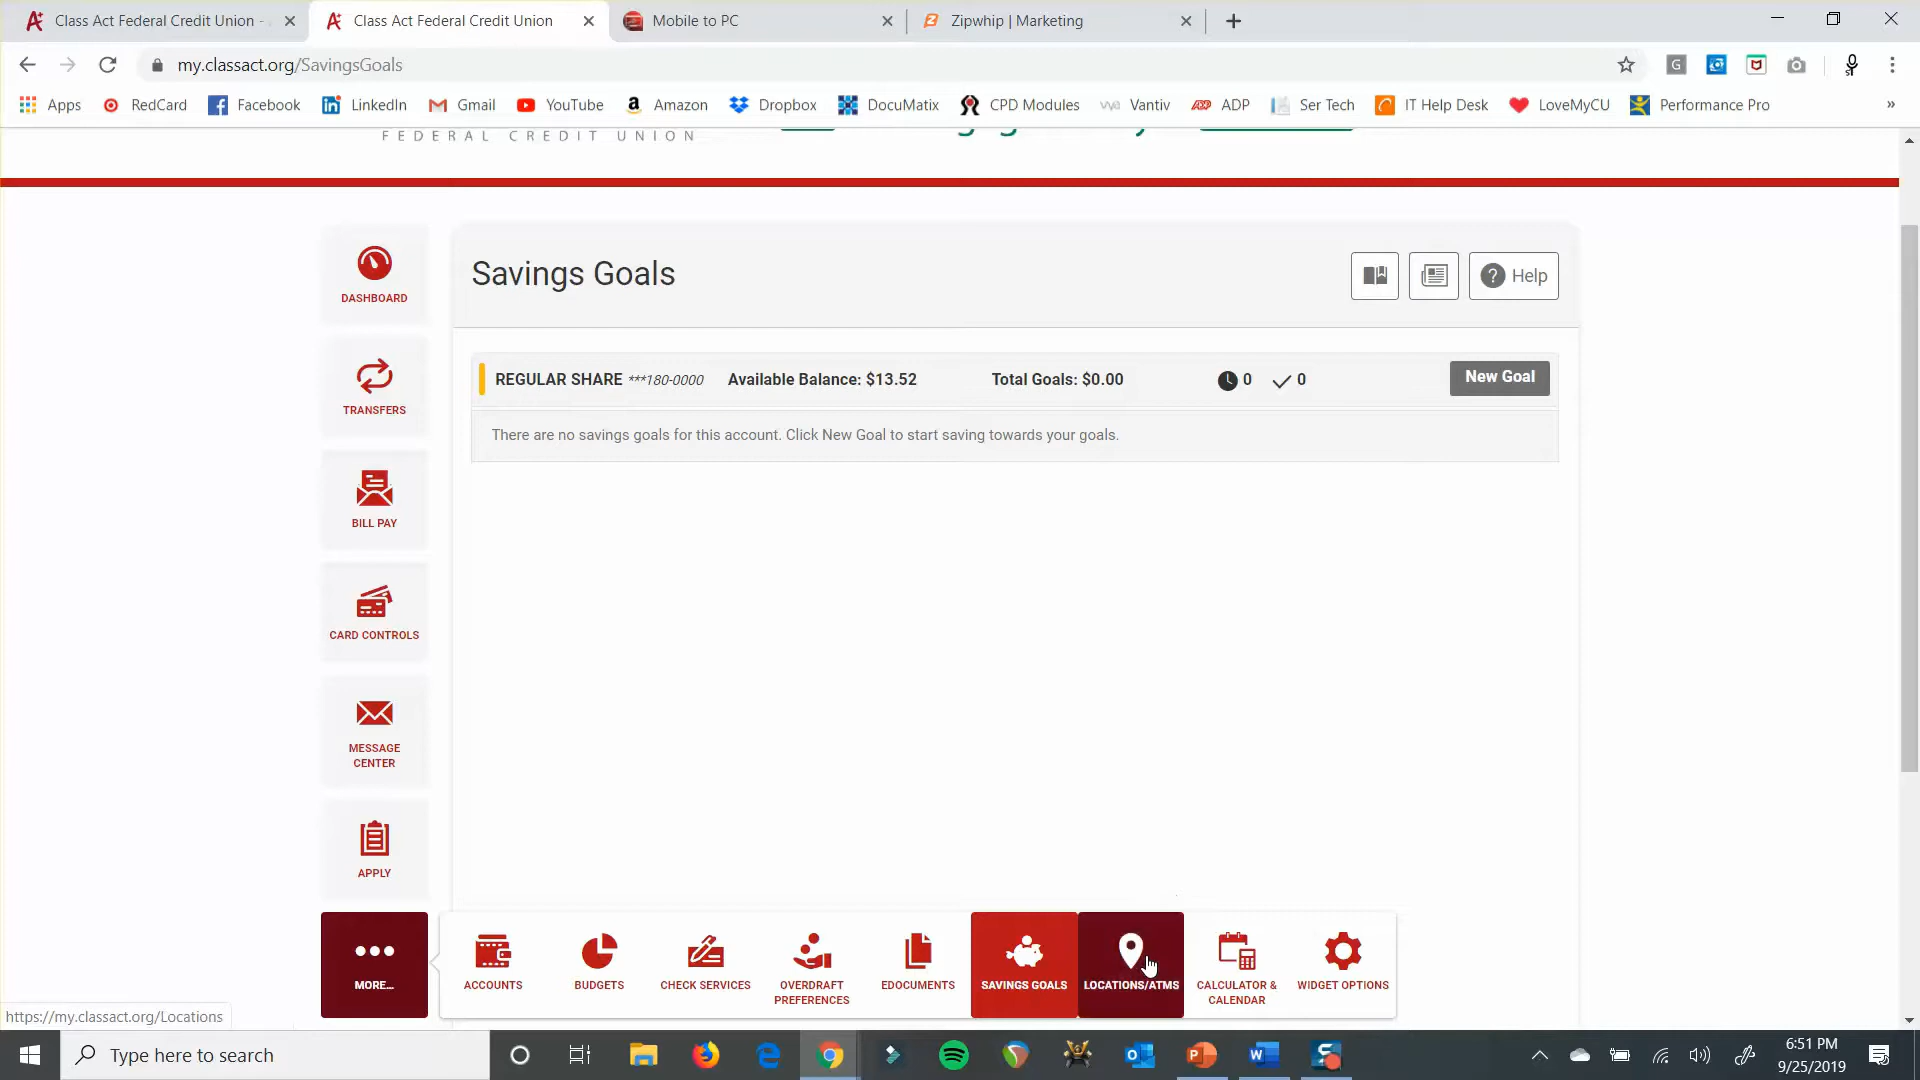 Class Act Federal Credit Union -
Class Act Federal Credit Union
Mobile to PC
Zipwhip | Marketing
my.classact.org/SavingsGoals
Apps
RedCard
Facebook
LinkedIn
Gmail
YouTube
Amazon
Dropbox
DocuMatix
CPD Modules
Vantiv
ADP
Ser Tech
IT Help Desk
LoveMyCU
Performance Pro
»
FEDERAL CREDIT UNION
DASHBOARD
TRANSFERS
BILL PAY
CARD CONTROLS
MESSAGE
CENTER
APPLY
Savings Goals
? Help
REGULAR SHARE ***180-0000 Available Balance: $13.52 Total Goals: $0.00 0 0 New Goal
There are no savings goals for this account. Click New Goal to start saving towards your goals.
MORE...
ACCOUNTS
BUDGETS
CHECK SERVICES
OVERDRAFT
PREFERENCES
EDOCUMENTS
SAVINGS GOALS
LOCATIONS/ATMS
CALCULATOR &
CALENDAR
WIDGET OPTIONS
https://my.classact.org/Locations
Type here to search
6:51 PM
9/25/2019